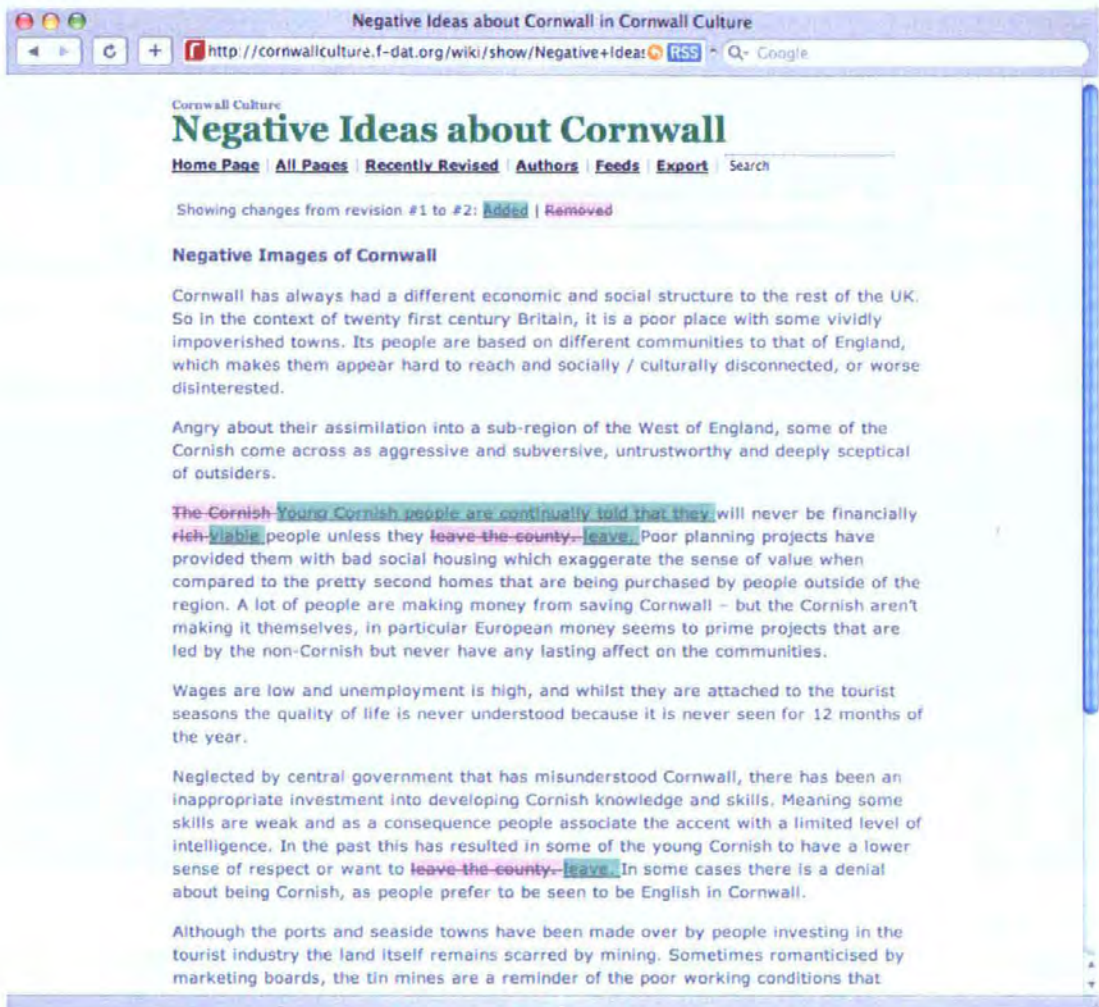 Negative Ideas about Cornwall in Cornwall Culture
http://cornwallculture.f-dat.org/wiki/show/Negative+Idea: RSS Q- Google
Cornwall Culture
Negative Ideas about Cornwall
Home Page | All Pages | Recently Revised | Authors | Feeds | Export | Search
Showing changes from revision #1 to #2: Added | Removed
Negative Images of Cornwall
Cornwall has always had a different economic and social structure to the rest of the UK.
So in the context of twenty first century Britain, it is a poor place with some vividly
impoverished towns. Its people are based on different communities to that of England,
which makes them appear hard to reach and socially / culturally disconnected, or worse
disinterested.
Angry about their assimilation into a sub-region of the West of England, some of the
Cornish come across as aggressive and subversive, untrustworthy and deeply sceptical
of outsiders.
The Cornish Young Cornish people are continually told that they will never be financially
rich viable people unless they leave the county. leave. Poor planning projects have
provided them with bad social housing which exaggerate the sense of value when
compared to the pretty second homes that are being purchased by people outside of the
region. A lot of people are making money from saving Cornwall – but the Cornish aren't
making it themselves, in particular European money seems to prime projects that are
led by the non-Cornish but never have any lasting affect on the communities.
Wages are low and unemployment is high, and whilst they are attached to the tourist
seasons the quality of life is never understood because it is never seen for 12 months of
the year.
Neglected by central government that has misunderstood Cornwall, there has been an
inappropriate investment into developing Cornish knowledge and skills. Meaning some
skills are weak and as a consequence people associate the accent with a limited level of
intelligence. In the past this has resulted in some of the young Cornish to have a lower
sense of respect or want to leave the county. leave. In some cases there is a denial
about being Cornish, as people prefer to be seen to be English in Cornwall.
Although the ports and seaside towns have been made over by people investing in the
tourist industry the land itself remains scarred by mining. Sometimes romanticised by
marketing boards, the tin mines are a reminder of the poor working conditions that